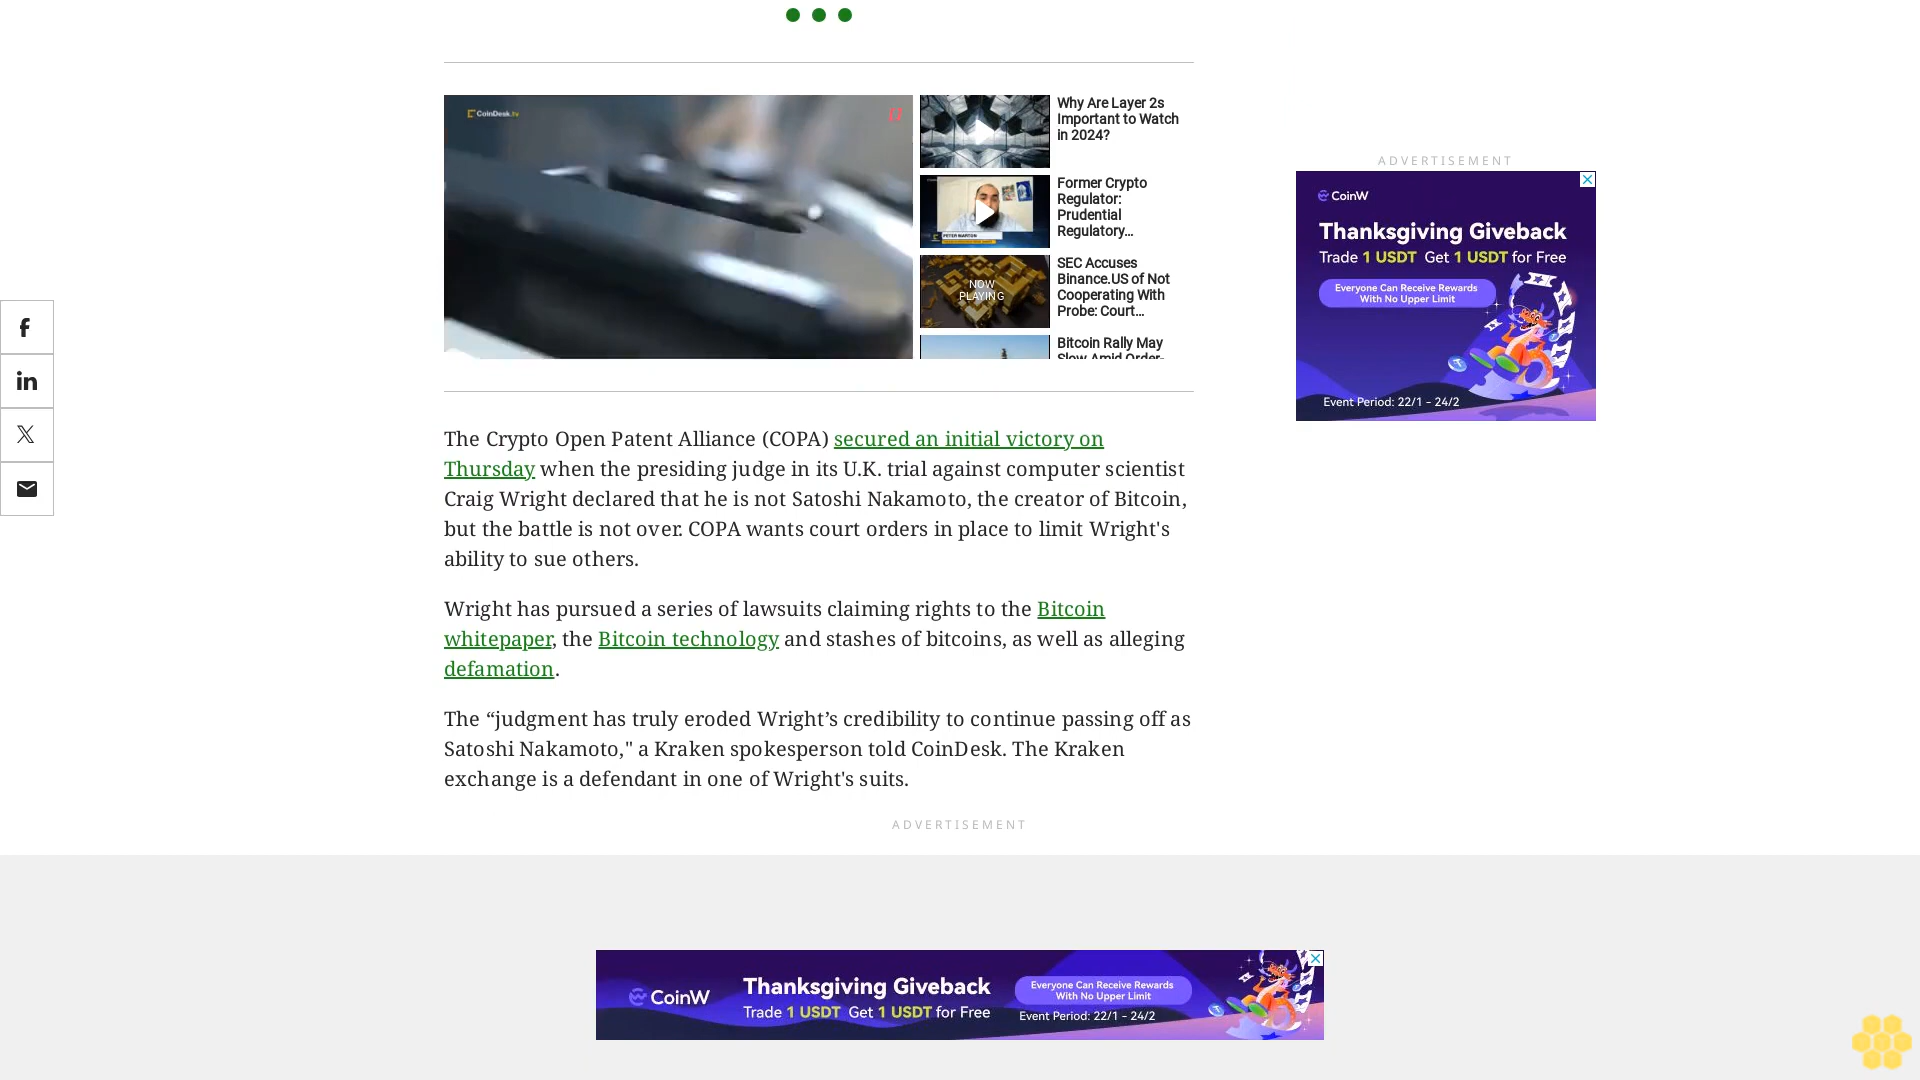 CoinDesk.tv
Why Are Layer 2s
Important to Watch
in 2024?
Former Crypto
Regulator:
Prudential
Regulatory...
NOW
PLAYING
SEC Accuses
Binance.US of Not
Cooperating With
Probe: Court...
Bitcoin Rally May
Slow Amid Order-
ADVERTISEMENT
CoinW
Thanksgiving Giveback
Trade 1 USDT Get 1 USDT for Free
Everyone Can Receive Rewards
With No Upper Limit
Event Period: 22/1 - 24/2
The Crypto Open Patent Alliance (COPA) secured an initial victory on
Thursday when the presiding judge in its U.K. trial against computer scientist
Craig Wright declared that he is not Satoshi Nakamoto, the creator of Bitcoin,
but the battle is not over. COPA wants court orders in place to limit Wright's
ability to sue others.
Wright has pursued a series of lawsuits claiming rights to the Bitcoin
whitepaper, the Bitcoin technology and stashes of bitcoins, as well as alleging
defamation.
The “judgment has truly eroded Wright’s credibility to continue passing off as
Satoshi Nakamoto," a Kraken spokesperson told CoinDesk. The Kraken
exchange is a defendant in one of Wright's suits.
ADVERTISEMENT
CoinW
Thanksgiving Giveback
Trade 1 USDT Get 1 USDT for Free
Everyone Can Receive Rewards
With No Upper Limit
Event Period: 22/1 - 24/2